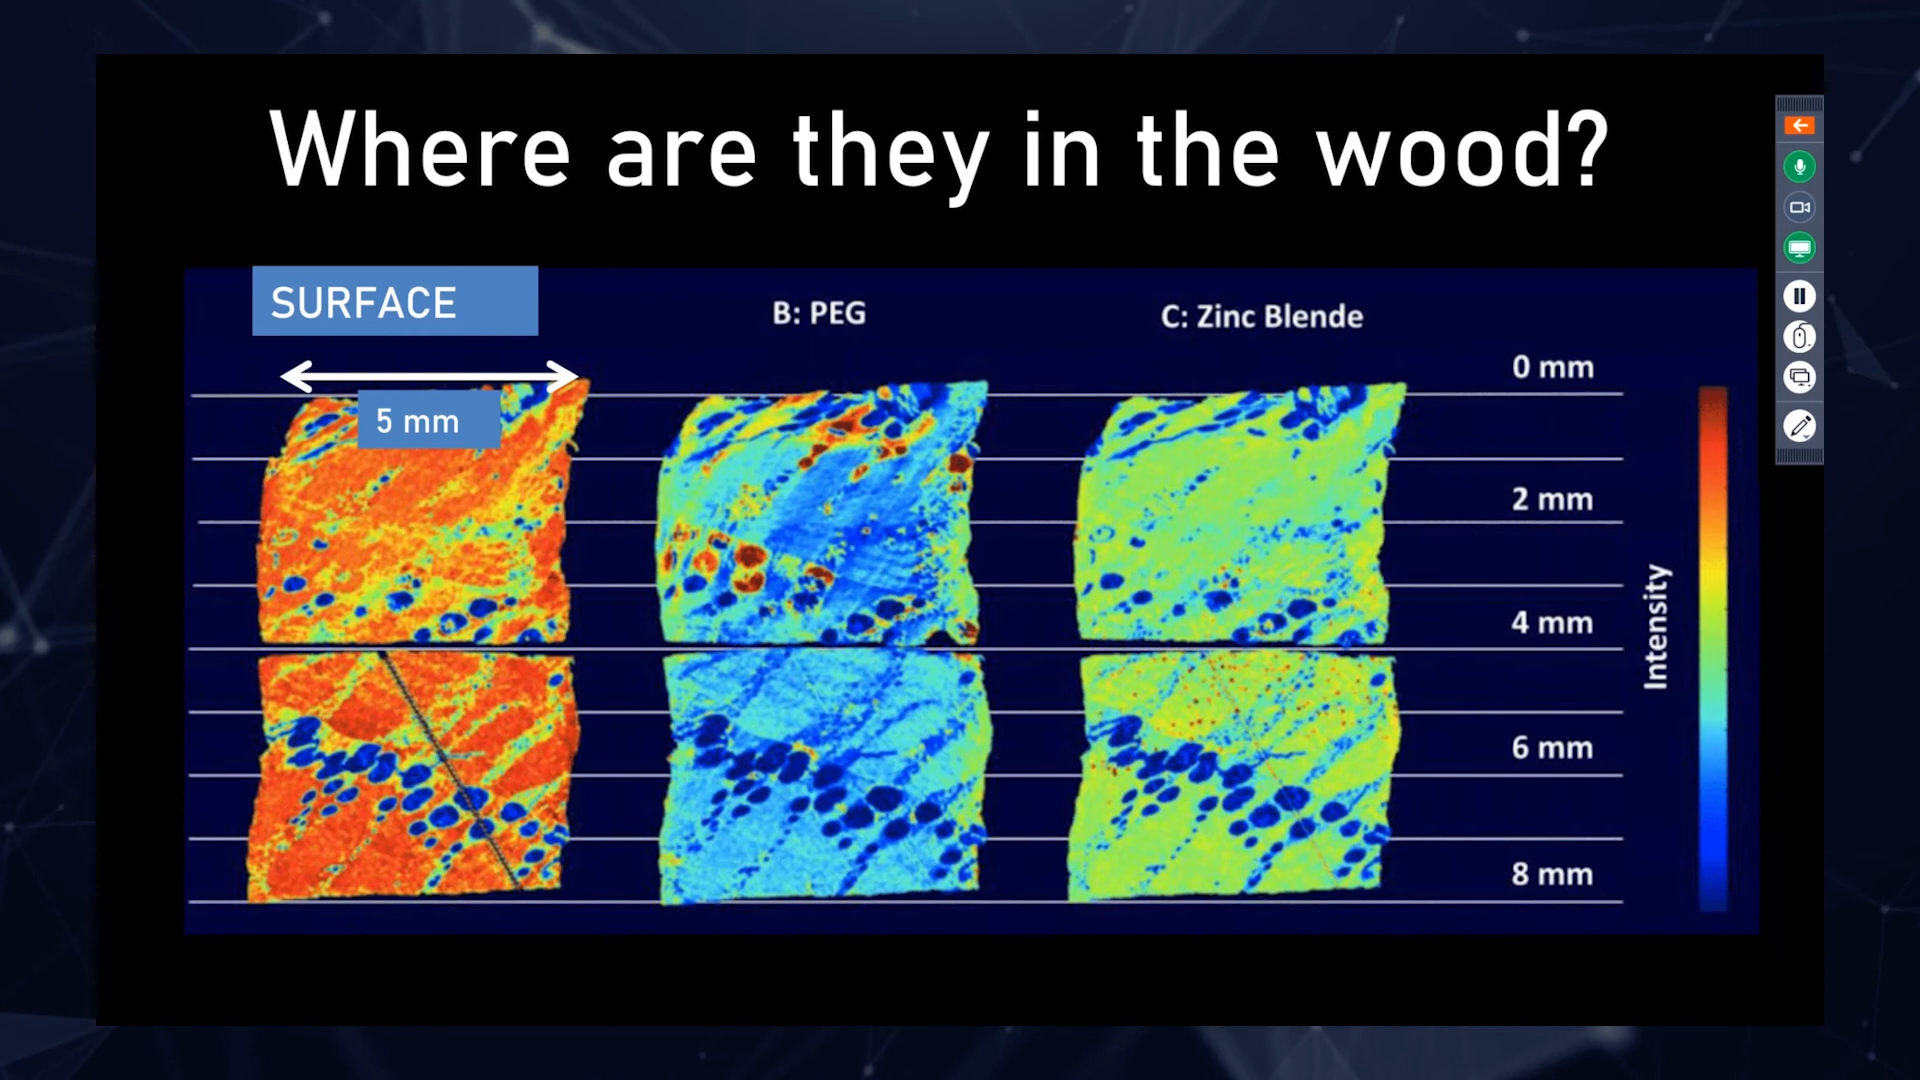 Where are they in the wood?
SURFACE
B: PEG
C: Zinc Blende
5 mm
0 mm
2 mm
4 mm
6 mm
8 mm
Intensity